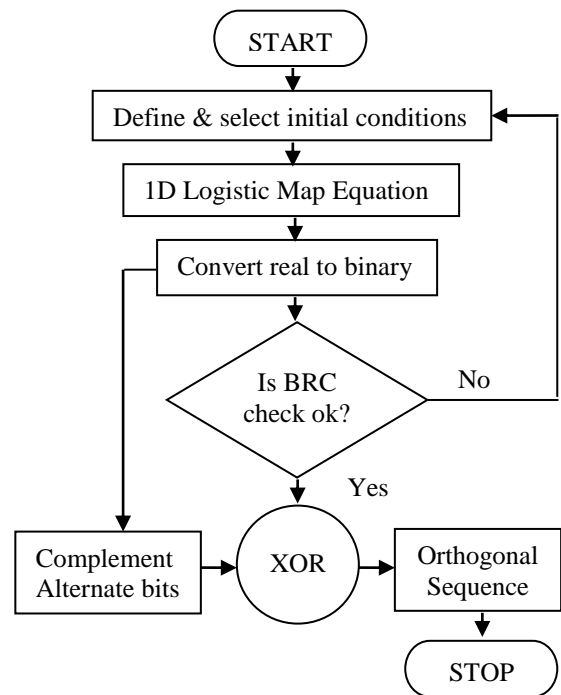 START
Define & select initial conditions
1D Logistic Map Equation
Convert real to binary
Is BRC
check ok?
No
Yes
Complement
Alternate bits
XOR
Orthogonal
Sequence
STOP